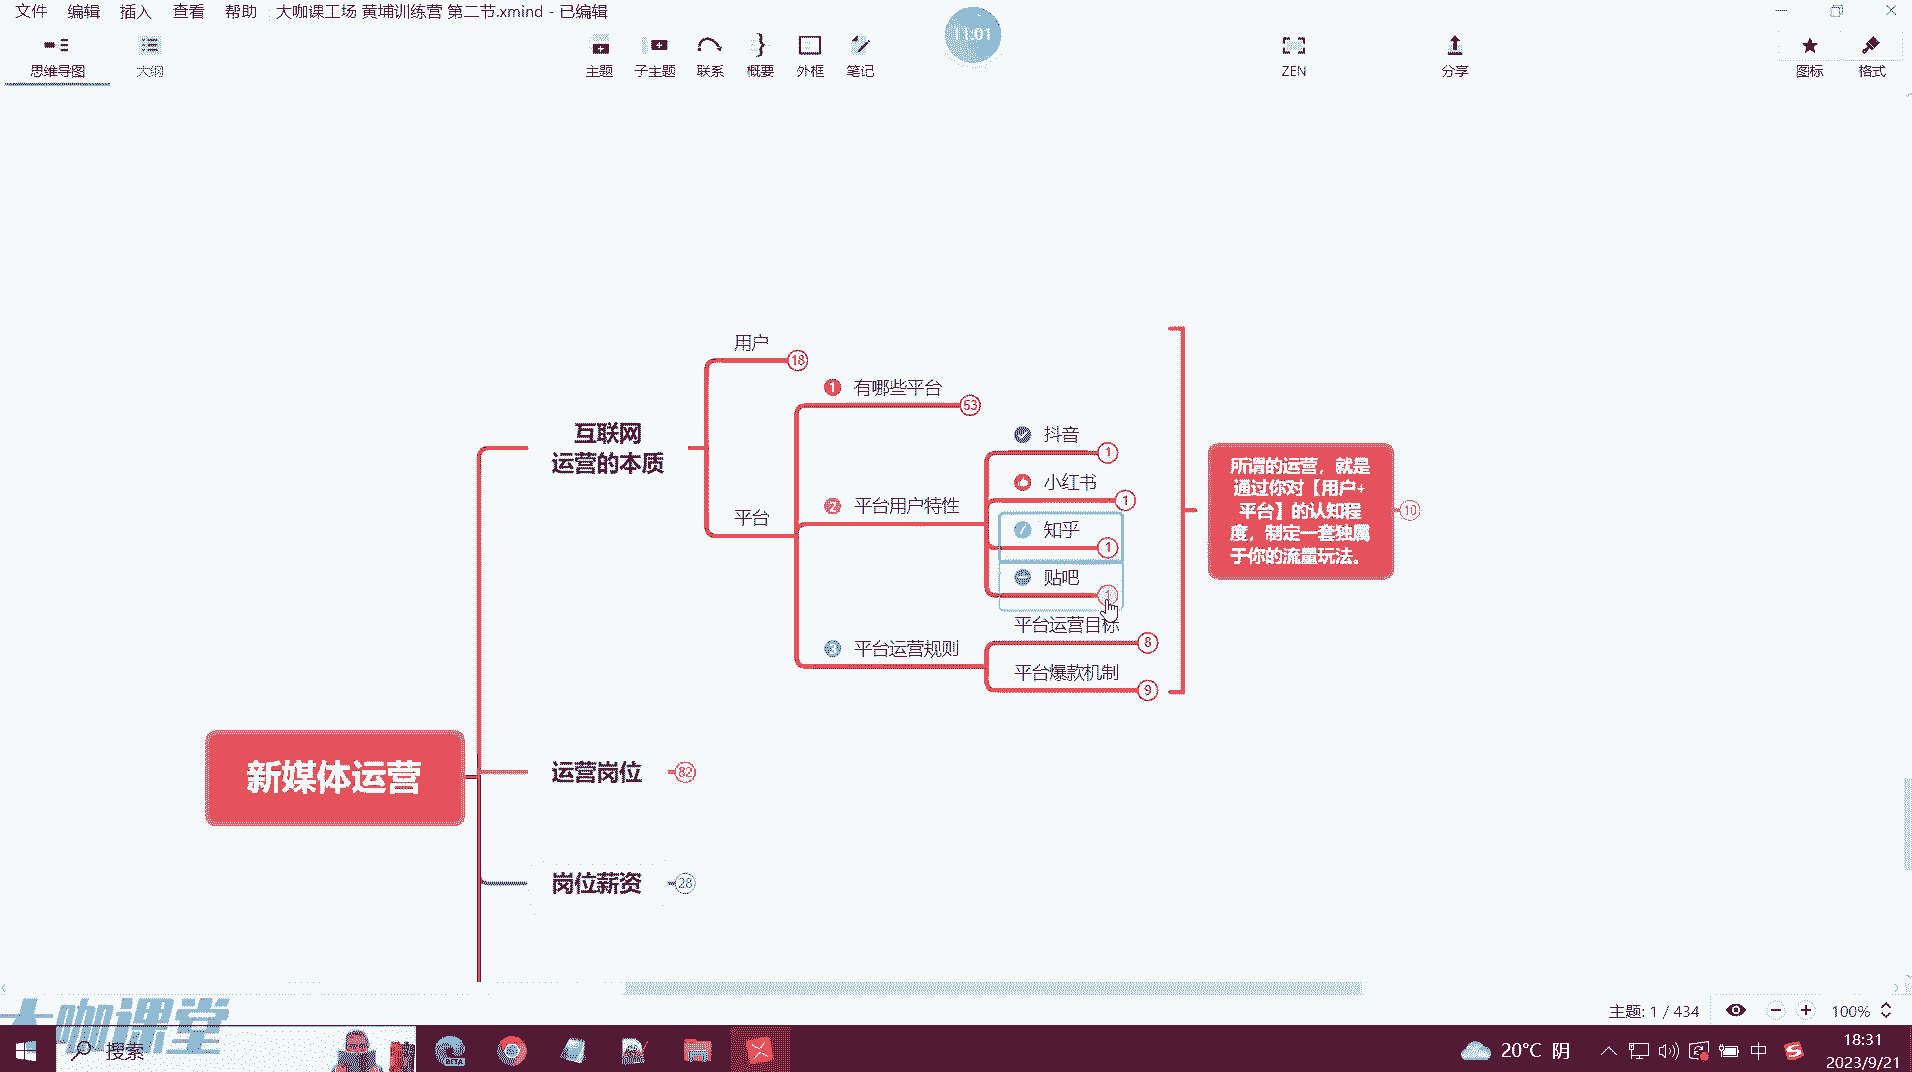 文件 编辑 插入 查看 帮助 大咖课工场 黄埔训练营 第二节.xmind - 已编辑
11:01
思维导图 大纲 主题 子主题 联系 概要 外框 笔记 ZEN 分享 图标 格式
用户
18
1 有哪些平台
53
抖音
1
互联网
运营的本质
小红书
1
2 平台用户特性
平台
知乎
1
贴吧
1
平台运营目标
8
3 平台运营规则
平台爆款机制
9
所谓的运营，就是
通过你对【用户+
平台】的认知程
度，制定一套独属
于你的流量玩法。
10
新媒体运营
运营岗位
82
岗位薪资
28
主题: 1 / 434
100%
大咖课堂
搜索
BETA
20°C 阴
中
18:31
2023/9/21